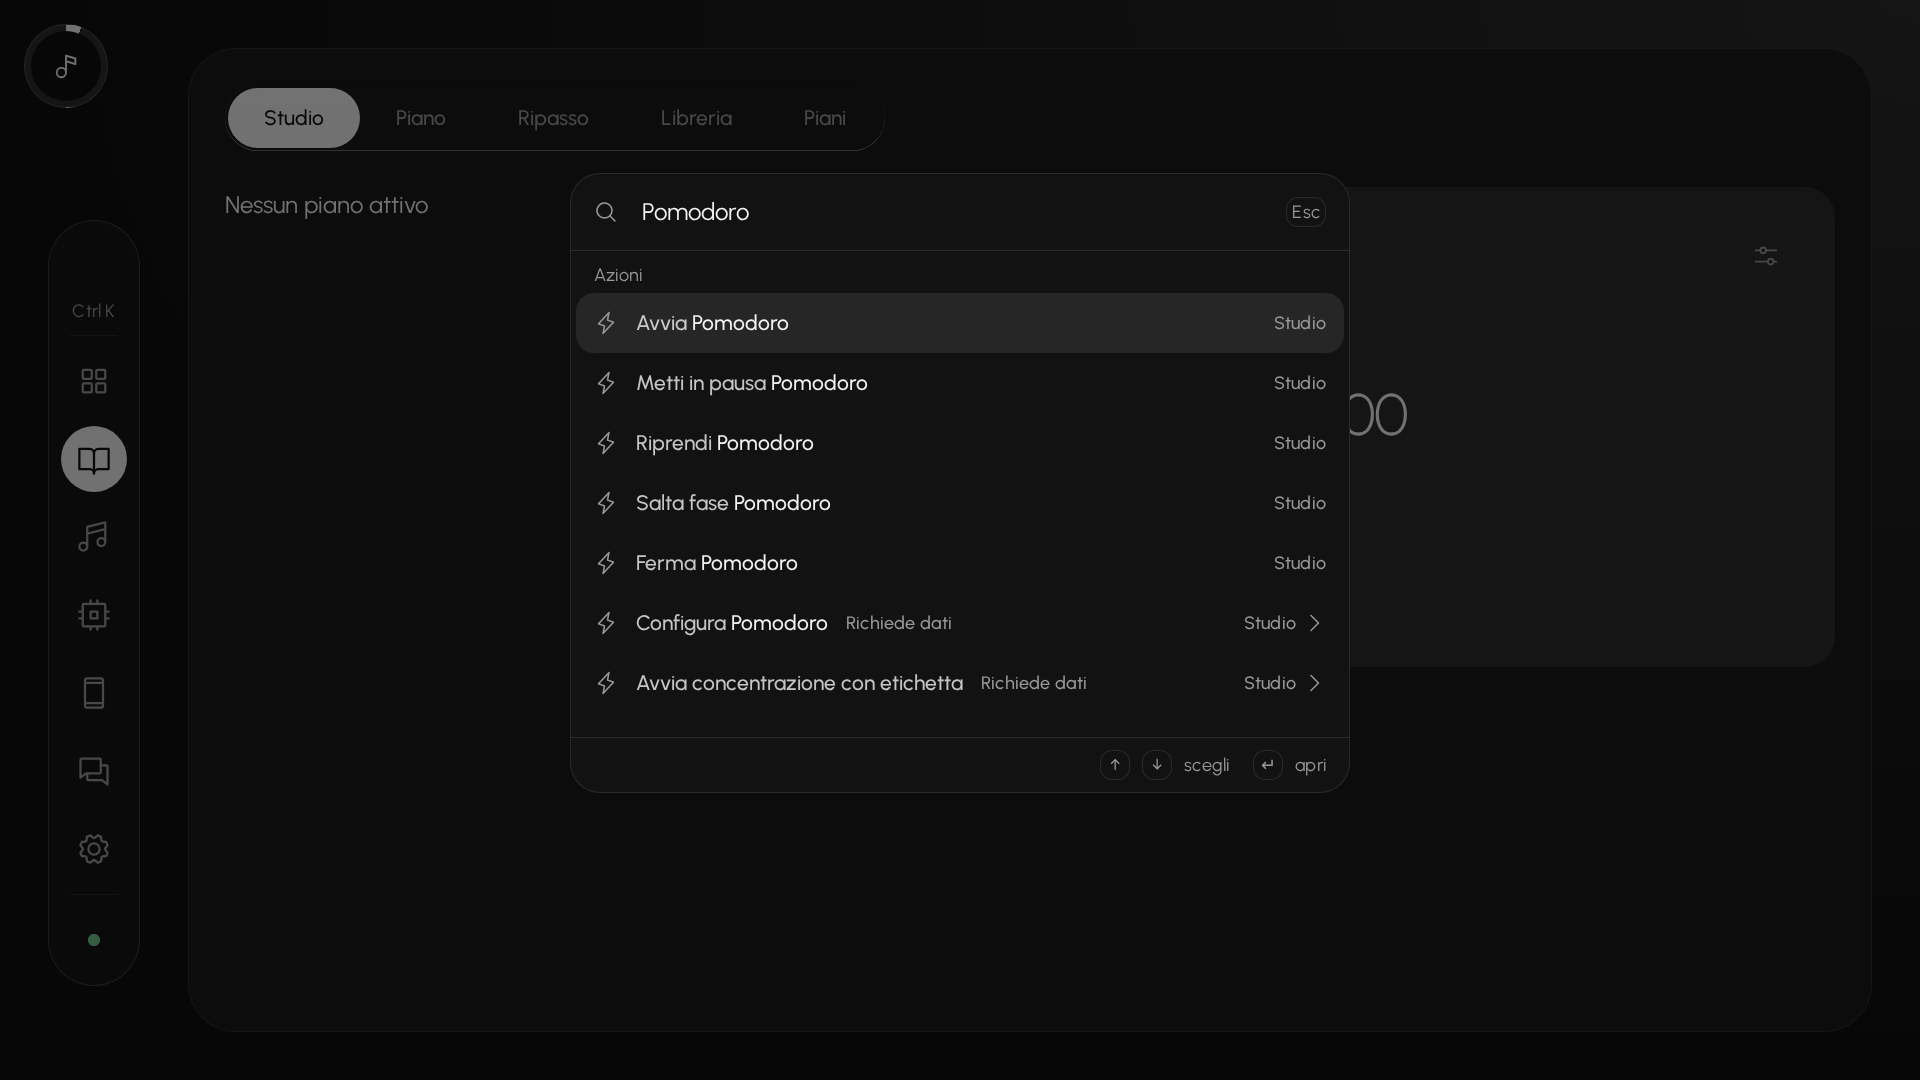 Studio
Piano
Ripasso
Libreria
Piani
Nessun piano attivo
Ctrl K
Pomodoro
Esc
Azioni
Avvia Pomodoro Studio
Metti in pausa Pomodoro Studio
Riprendi Pomodoro Studio
Salta fase Pomodoro Studio
Ferma Pomodoro Studio
Configura Pomodoro Richiede dati Studio
Avvia concentrazione con etichetta Richiede dati Studio
↑ ↓ scegli ↵ apri
00